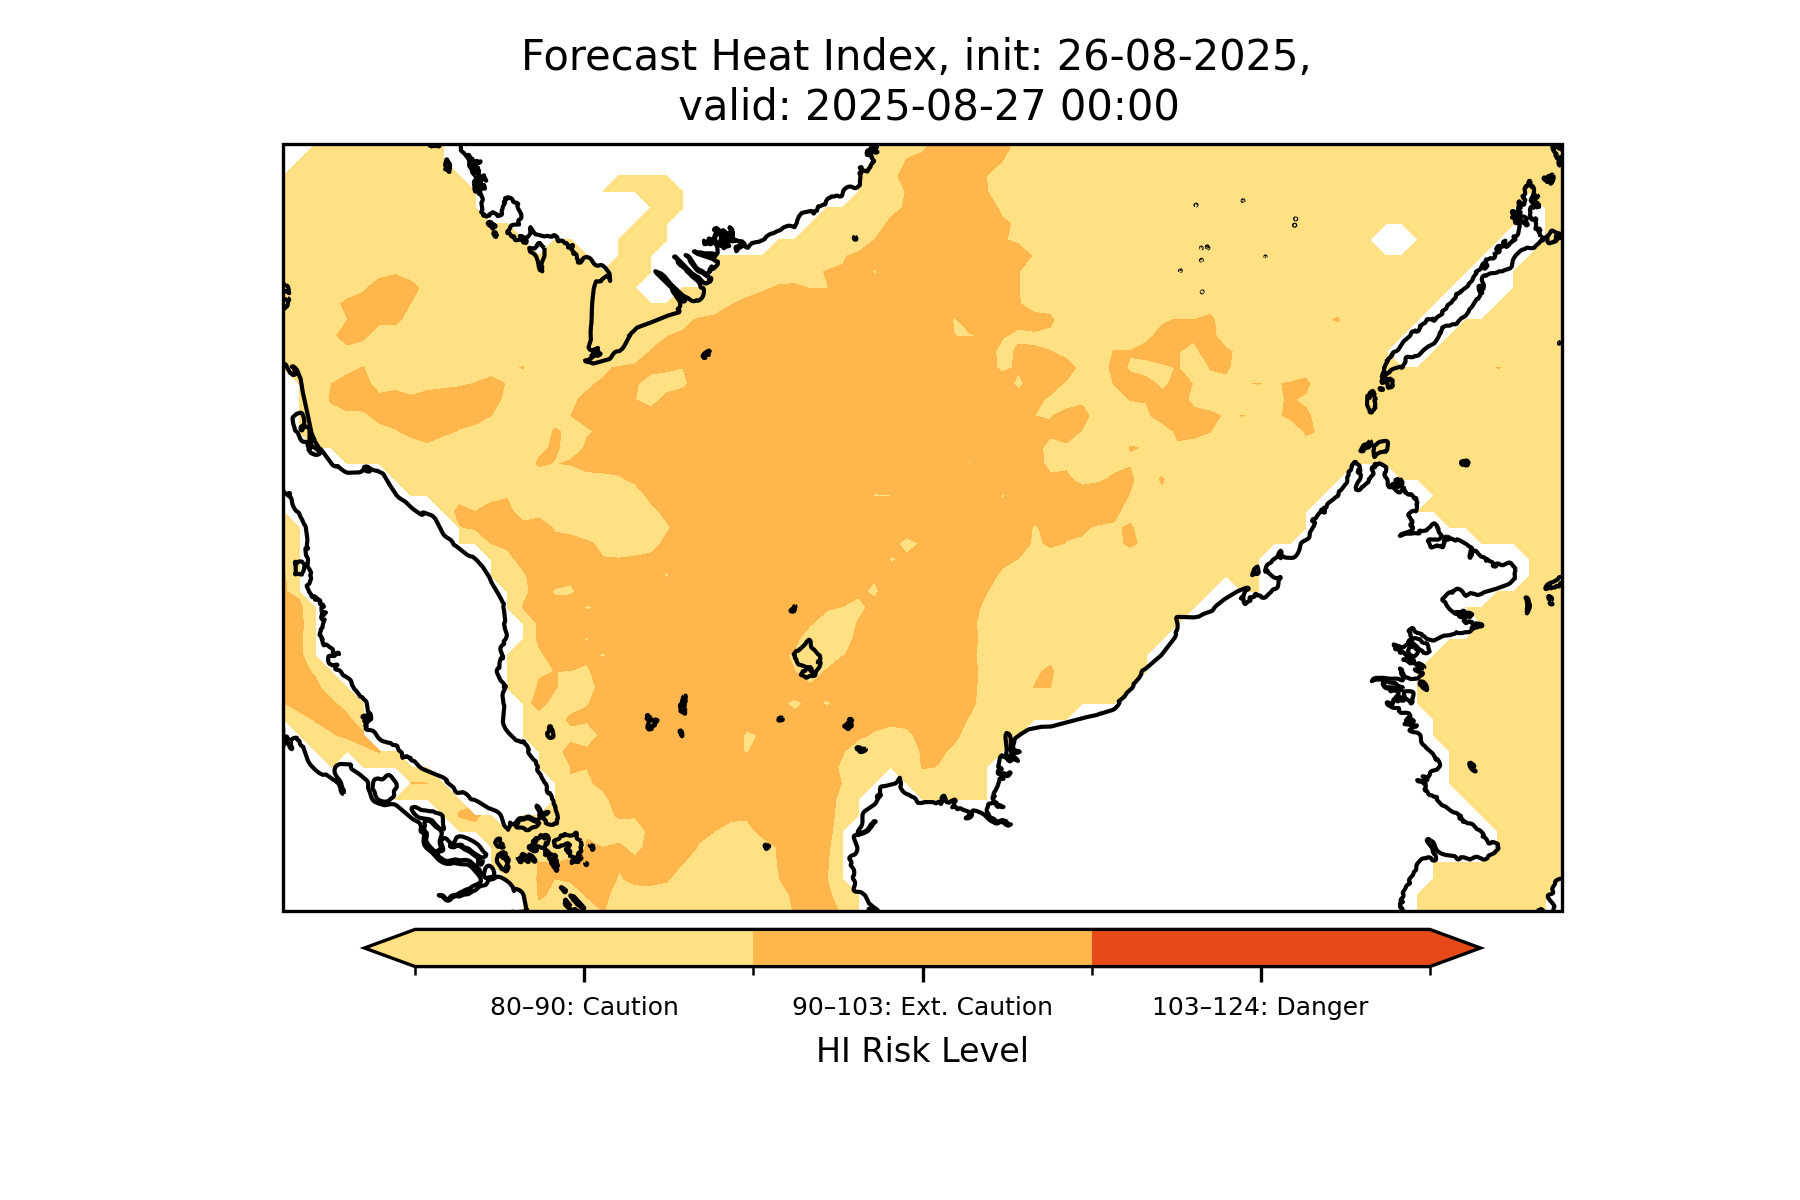 Forecast Heat Index, init: 26-08-2025,
valid: 2025-08-27 00:00
80–90: Caution
90–103: Ext. Caution
103–124: Danger
HI Risk Level